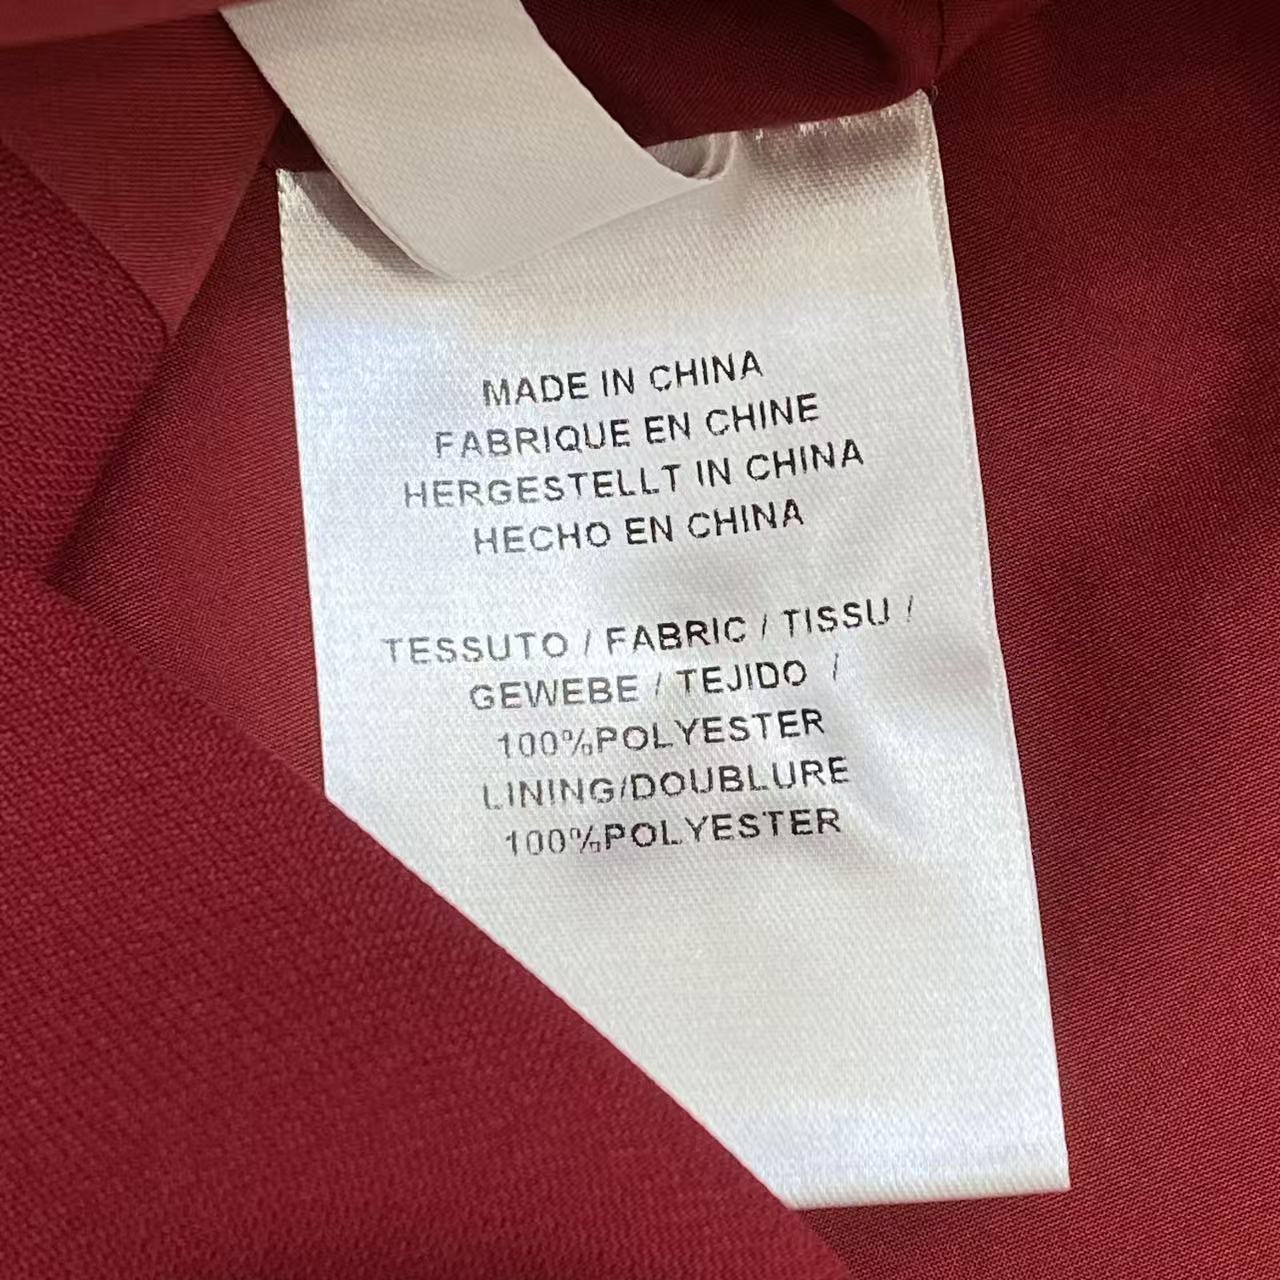 MADE IN CHINA
FABRIQUE EN CHINE
HERGESTELLT IN CHINA
HECHO EN CHINA
TESSUTO / FABRIC / TISSU /
GEWEBE / TEJIDO /
100%POLYESTER
LINING/DOUBLURE
100%POLYESTER